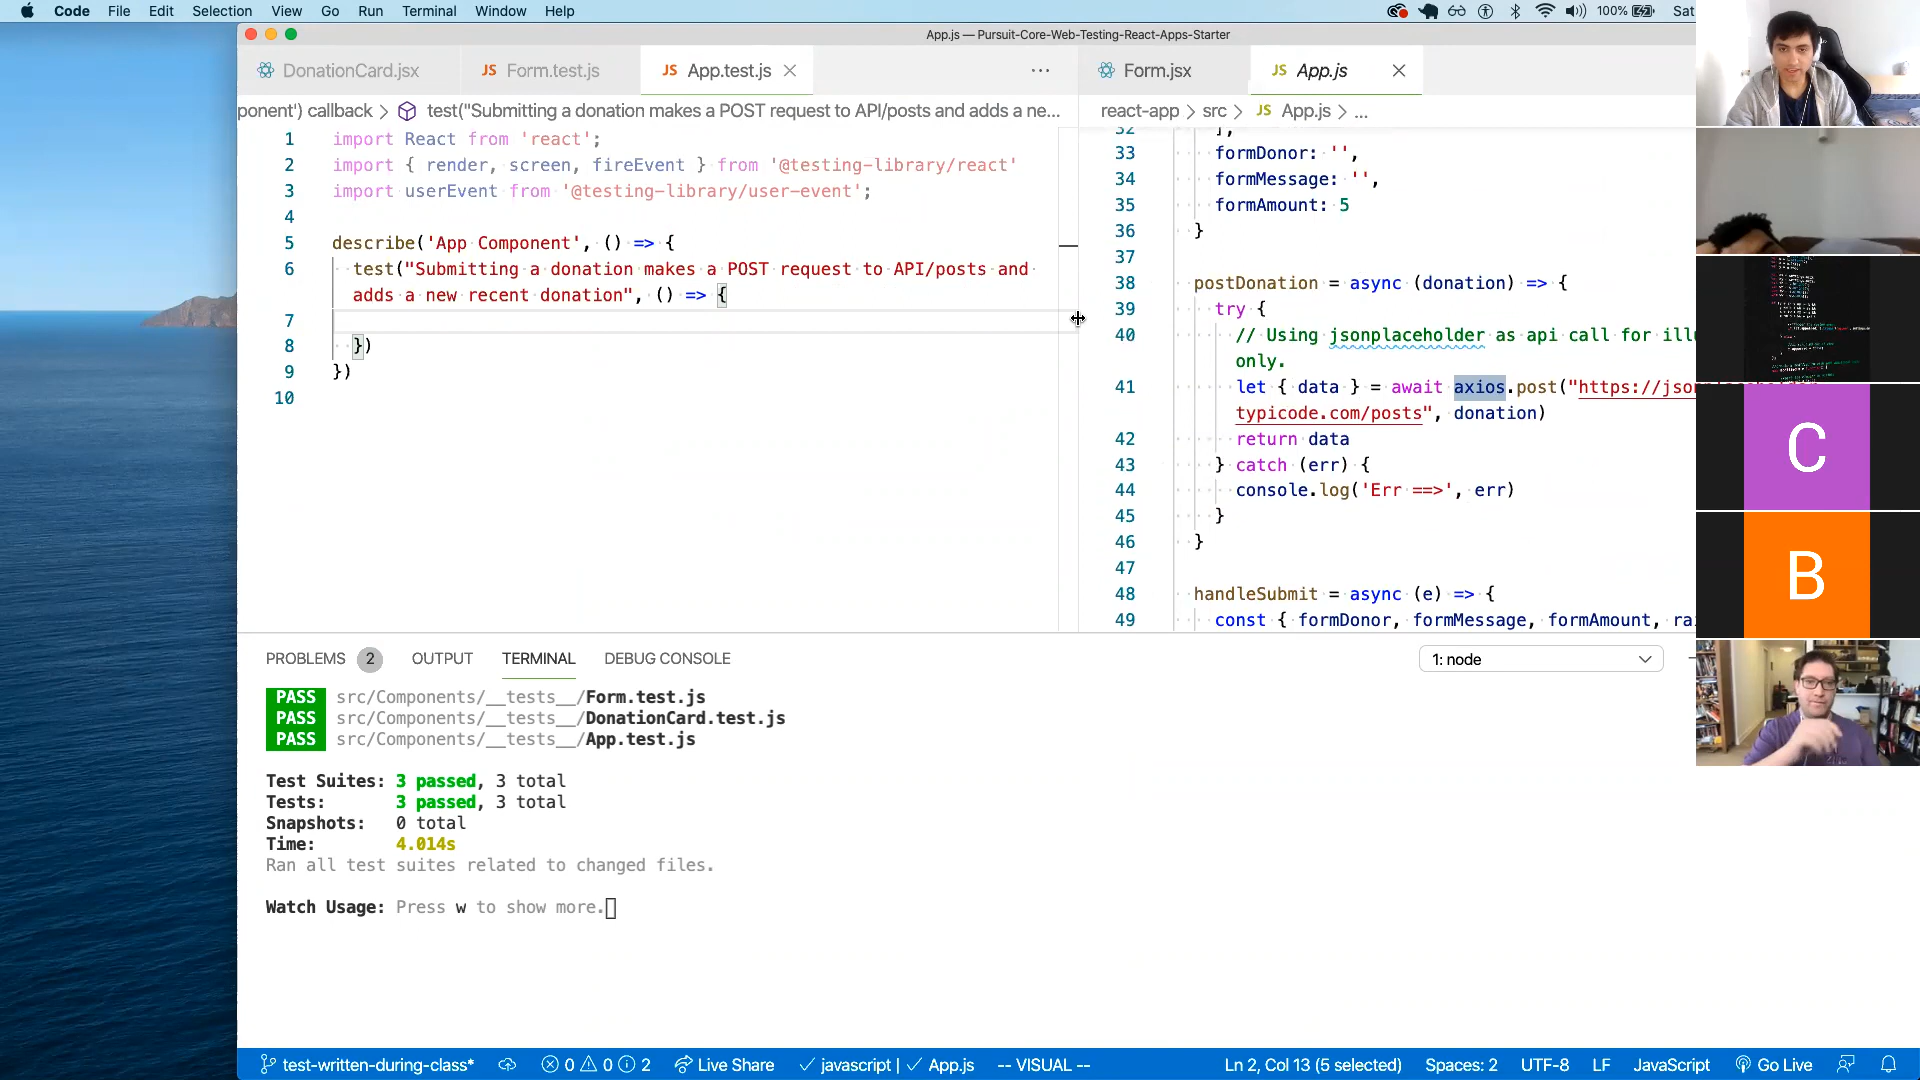 Code File Edit Selection View Go Run Terminal Window Help 100% Sat
App.js — Pursuit-Core-Web-Testing-React-Apps-Starter
DonationCard.jsx JS Form.test.js JS App.test.js ··· Form.jsx JS App.js
ponent') callback > test("Submitting a donation makes a POST request to API/posts and adds a ne...
react-app > src > JS App.js > ...
1 import React from 'react';
2 import { render, screen, fireEvent } from '@testing-library/react'
3 import userEvent from '@testing-library/user-event';
4
5 describe('App Component', () => {
6 test("Submitting a donation makes a POST request to API/posts and
adds a new recent donation", () => {
7
8 })
9 })
10
32 ],
33 formDonor: '',
34 formMessage: '',
35 formAmount: 5
36 }
37
38 postDonation = async (donation) => {
39 try {
40 // Using jsonplaceholder as api call for ill
only.
41 let { data } = await axios.post("https://json
typicode.com/posts", donation)
42 return data
43 } catch (err) {
44 console.log('Err ==>', err)
45 }
46 }
47
48 handleSubmit = async (e) => {
49 const { formDonor, formMessage, formAmount, ra
PROBLEMS 2 OUTPUT TERMINAL DEBUG CONSOLE 1: node
PASS src/Components/__tests__/Form.test.js
PASS src/Components/__tests__/DonationCard.test.js
PASS src/Components/__tests__/App.test.js
Test Suites: 3 passed, 3 total
Tests: 3 passed, 3 total
Snapshots: 0 total
Time: 4.014s
Ran all test suites related to changed files.
Watch Usage: Press w to show more.
C
B
test-written-during-class* 0 0 2 Live Share javascript | App.js -- VISUAL -- Ln 2, Col 13 (5 selected) Spaces: 2 UTF-8 LF JavaScript Go Live